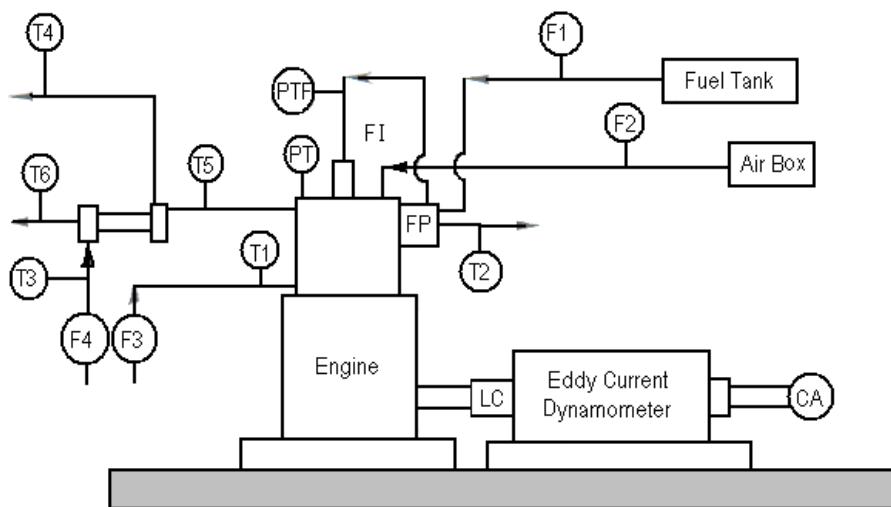 T4
F1
Fuel Tank
PTF
FI
F2
PT
Air Box
T6
T5
FP
T1
T2
T3
F4
F3
Engine
LC
Eddy Current
Dynamometer
CA